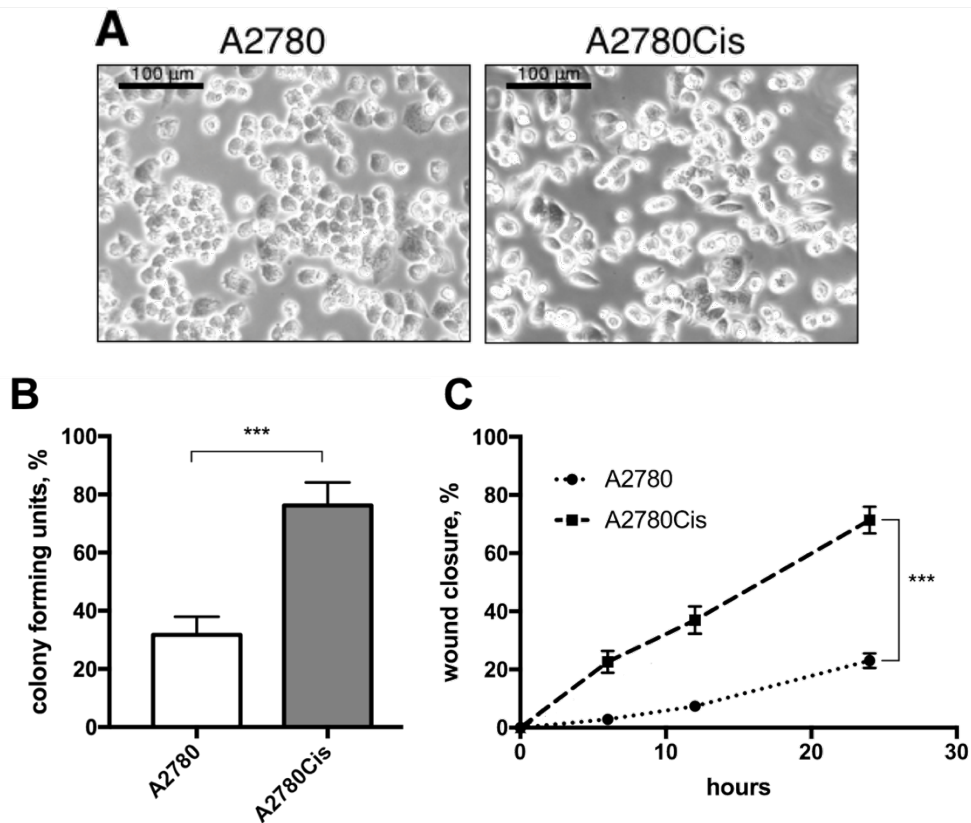 A
A2780
A2780Cis
100 µm
100 µm
B
colony forming units, %
100
80
60
40
20
0
***
A2780
A2780Cis
C
wound closure, %
100
80
60
40
20
0
A2780
A2780Cis
***
0 10 20 30
hours